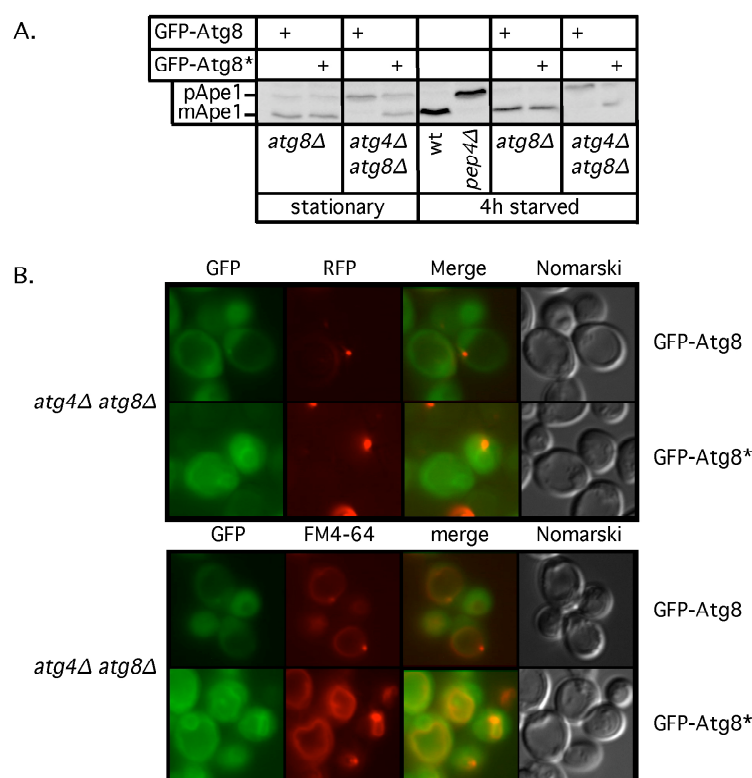 A.
GFP-Atg8 + + + +
GFP-Atg8* + + + +
pApe1
mApe1
atg8Δ atg4Δ atg8Δ wt pep4Δ atg8Δ atg4Δ atg8Δ
stationary 4h starved
B.
GFP RFP Merge Nomarski
GFP-Atg8
atg4Δ atg8Δ
GFP-Atg8*
GFP FM4-64 merge Nomarski
GFP-Atg8
atg4Δ atg8Δ
GFP-Atg8*